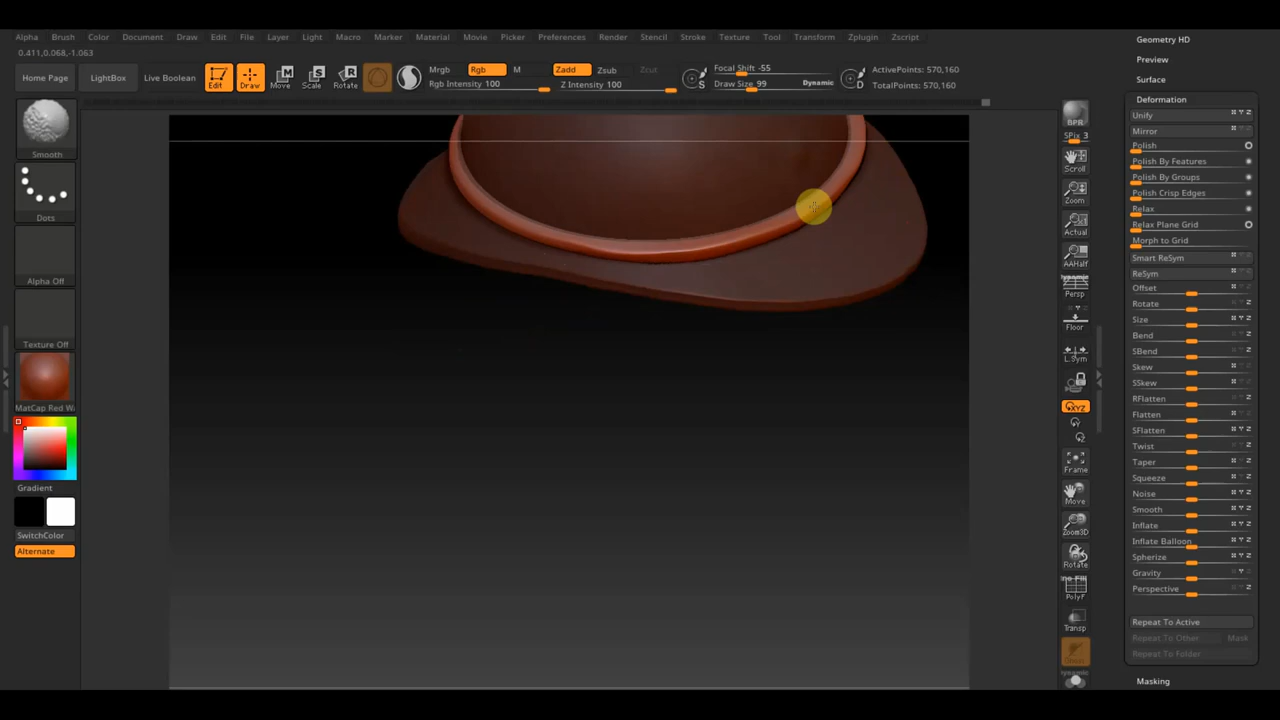 Alpha Brush Color Document Draw Edit File Layer Light Macro Marker Material Movie Picker Preferences Render Stencil Stroke Texture Tool Transform Zplugin Zscript
0.411,0.068,-1.063
Home Page
LightBox
Live Boolean
Edit
Draw
Move
Scale
Rotate
Mrgb
Rgb
M
Rgb Intensity 100
Zadd
Zsub
Zcut
Z Intensity 100
S
Focal Shift -55
Draw Size 99
Dynamic
D
ActivePoints: 570,160
TotalPoints: 570,160
Smooth
Dots
Alpha Off
Texture Off
MatCap Red W
Gradient
SwitchColor
Alternate
BPR
SPix 3
Scroll
Zoom
Actual
AAHalf
Dynamic
Persp
Floor
L.Sym
XYZ
Frame
Move
Zoom3D
Rotate
PolyF
Transp
Dynamic
Geometry HD
Preview
Surface
Deformation
Unify
Mirror
Polish
Polish By Features
Polish By Groups
Polish Crisp Edges
Relax
Relax Plane Grid
Morph to Grid
Smart ReSym
ReSym
Offset
Rotate
Size
Bend
SBend
Skew
SSkew
RFlatten
Flatten
SFlatten
Twist
Taper
Squeeze
Noise
Smooth
Inflate
Inflate Balloon
Spherize
Gravity
Perspective
Repeat To Active
Repeat To Other Mask
Repeat To Folder
Masking